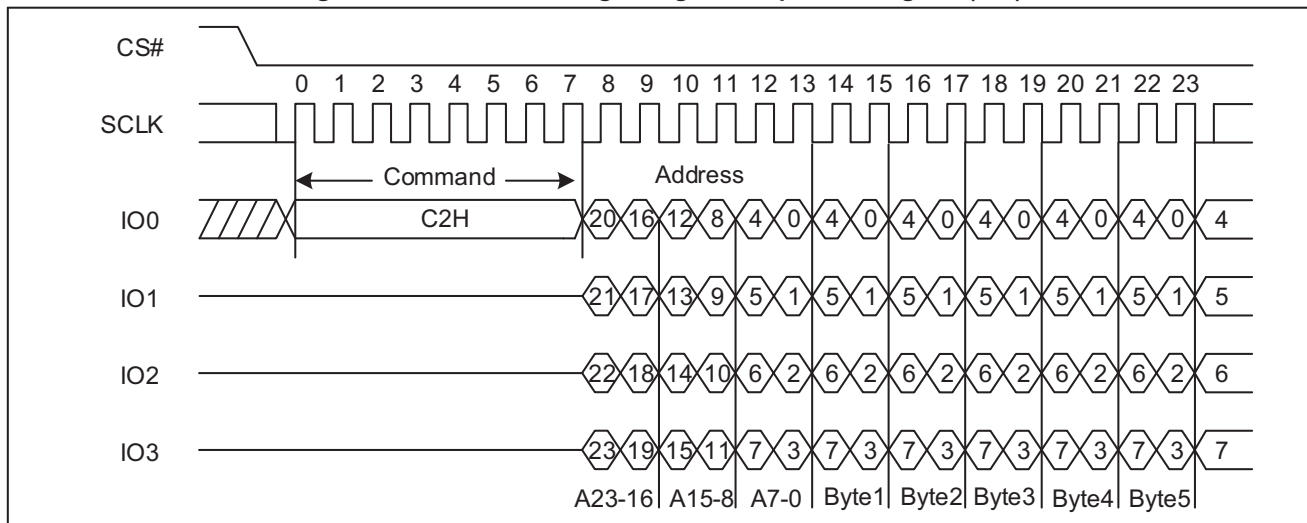 CS#
0 1 2 3 4 5 6 7 8 9 10 11 12 13 14 15 16 17 18 19 20 21 22 23
SCLK
Command Address
IO0 C2H 20 16 12 8 4 0 4 0 4 0 4 0 4 0 4 0 4
IO1 21 17 13 9 5 1 5 1 5 1 5 1 5 1 5 1 5
IO2 22 18 14 10 6 2 6 2 6 2 6 2 6 2 6 2 6
IO3 23 19 15 11 7 3 7 3 7 3 7 3 7 3 7 3 7
A23-16 A15-8 A7-0 Byte1 Byte2 Byte3 Byte4 Byte5